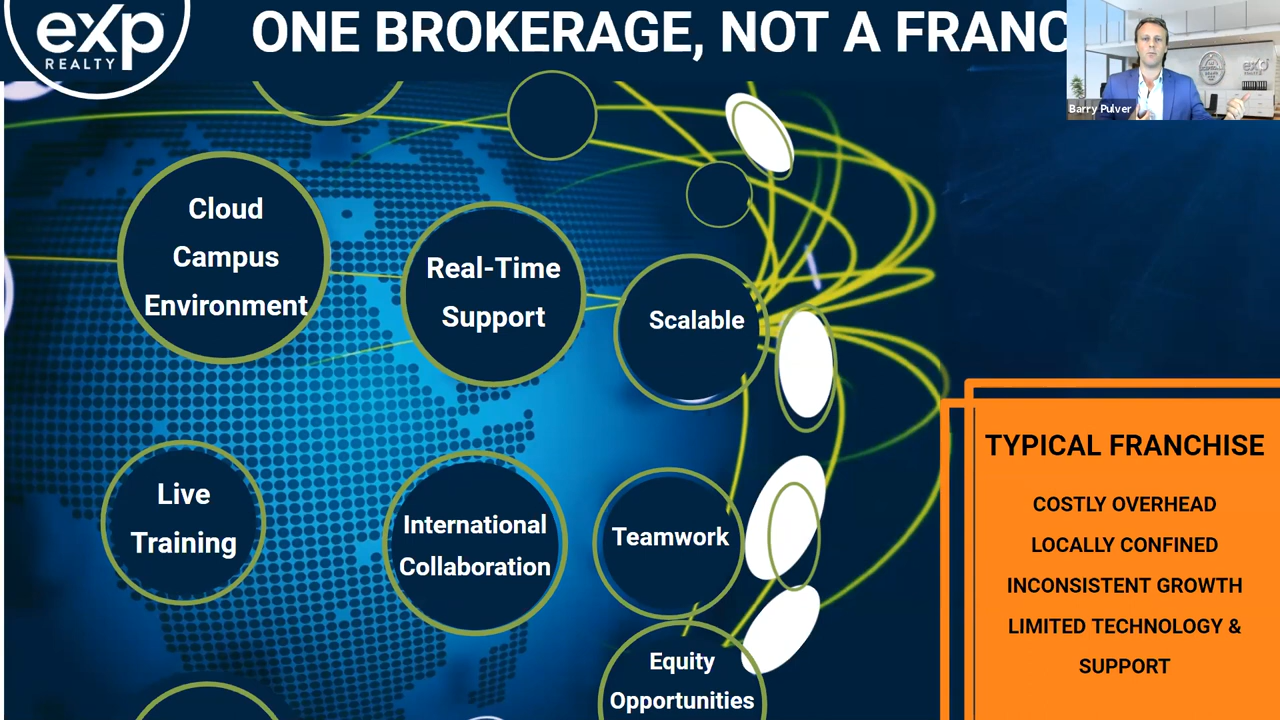 eXp
REALTY
ONE BROKERAGE, NOT A FRANC
Barry Pulver
Cloud
Campus
Environment
Real-Time
Support
Scalable
Live
Training
International
Collaboration
Teamwork
Equity
Opportunities
TYPICAL FRANCHISE
COSTLY OVERHEAD
LOCALLY CONFINED
INCONSISTENT GROWTH
LIMITED TECHNOLOGY &
SUPPORT